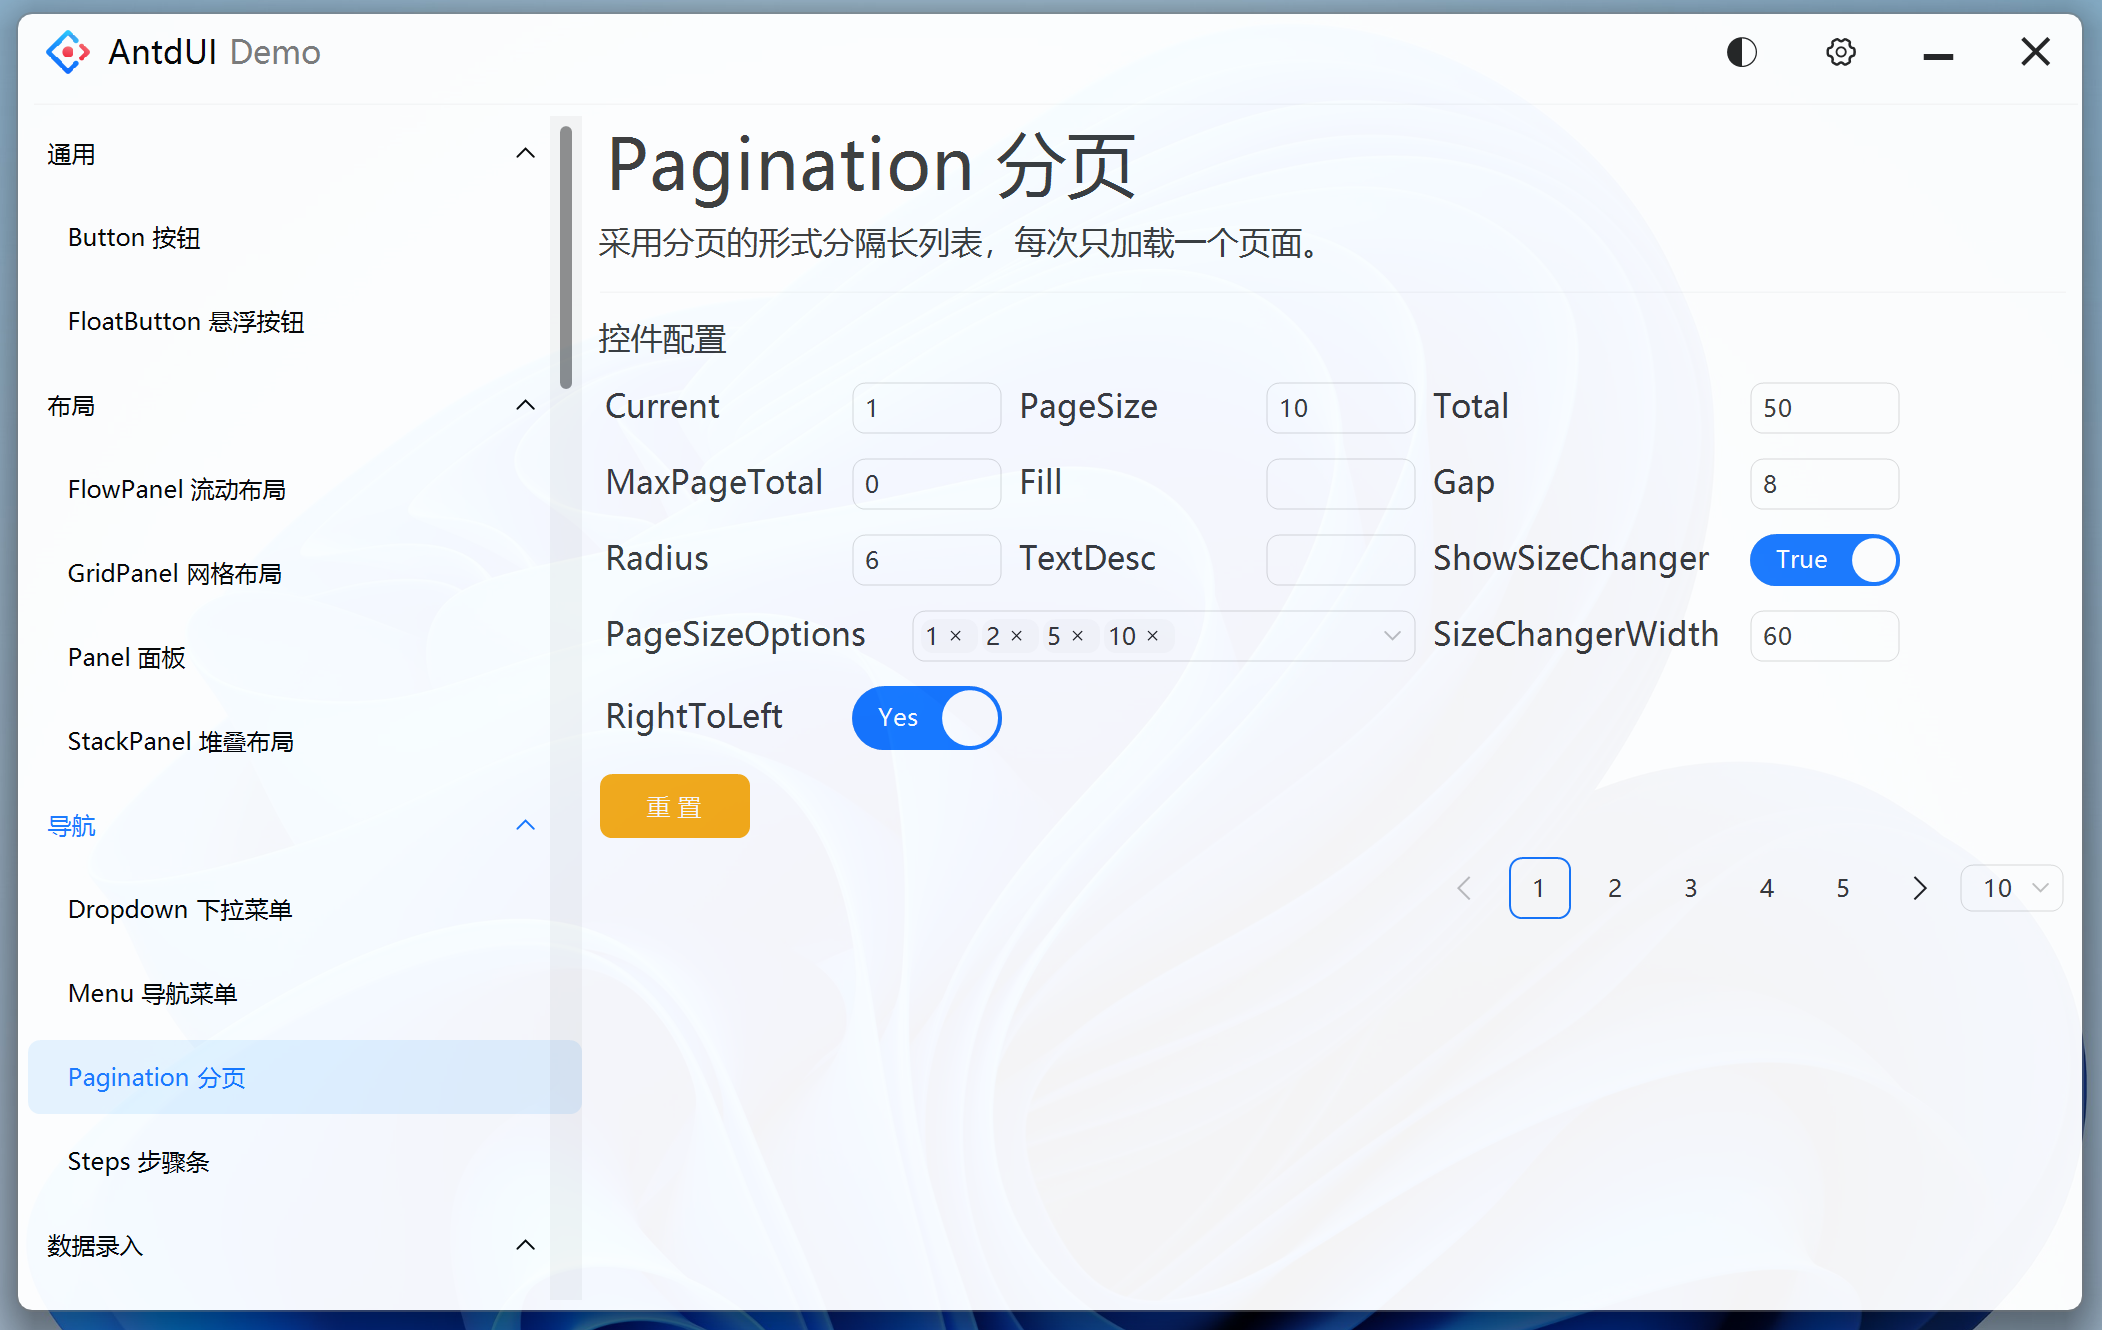 AntdUI Demo
通用
Button 按钮
FloatButton 悬浮按钮
布局
FlowPanel 流动布局
GridPanel 网格布局
Panel 面板
StackPanel 堆叠布局
导航
Dropdown 下拉菜单
Menu 导航菜单
Pagination 分页
Steps 步骤条
数据录入
Pagination 分页
采用分页的形式分隔长列表，每次只加载一个页面。
控件配置
Current 1 PageSize 10 Total 50
MaxPageTotal 0 Fill Gap 8
Radius 6 TextDesc ShowSizeChanger True
PageSizeOptions 1 × 2 × 5 × 10 × SizeChangerWidth 60
RightToLeft Yes
重 置
1 2 3 4 5 10